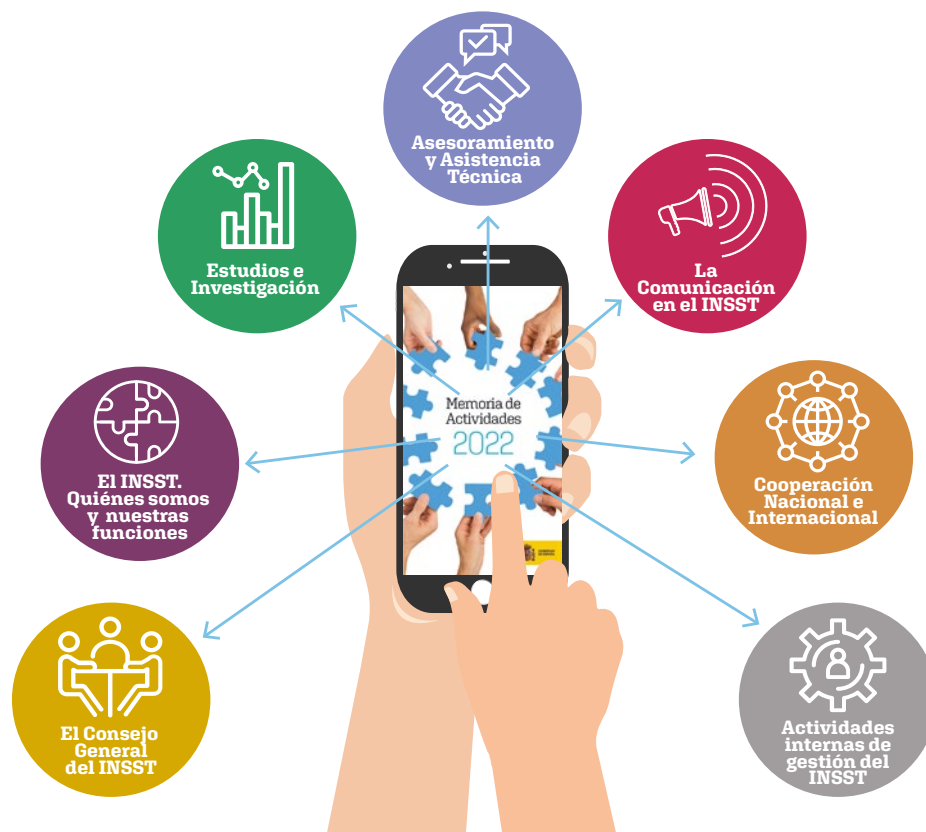 Asesoramiento
y Asistencia
Técnica
Estudios e
Investigación
La
Comunicación
en el INSST
Memoria de
Actividades
2022
El INSST.
Quiénes somos
y nuestras
funciones
Cooperación
Nacional e
Internacional
El Consejo
General
del INSST
Actividades
internas de
gestión del
INSST